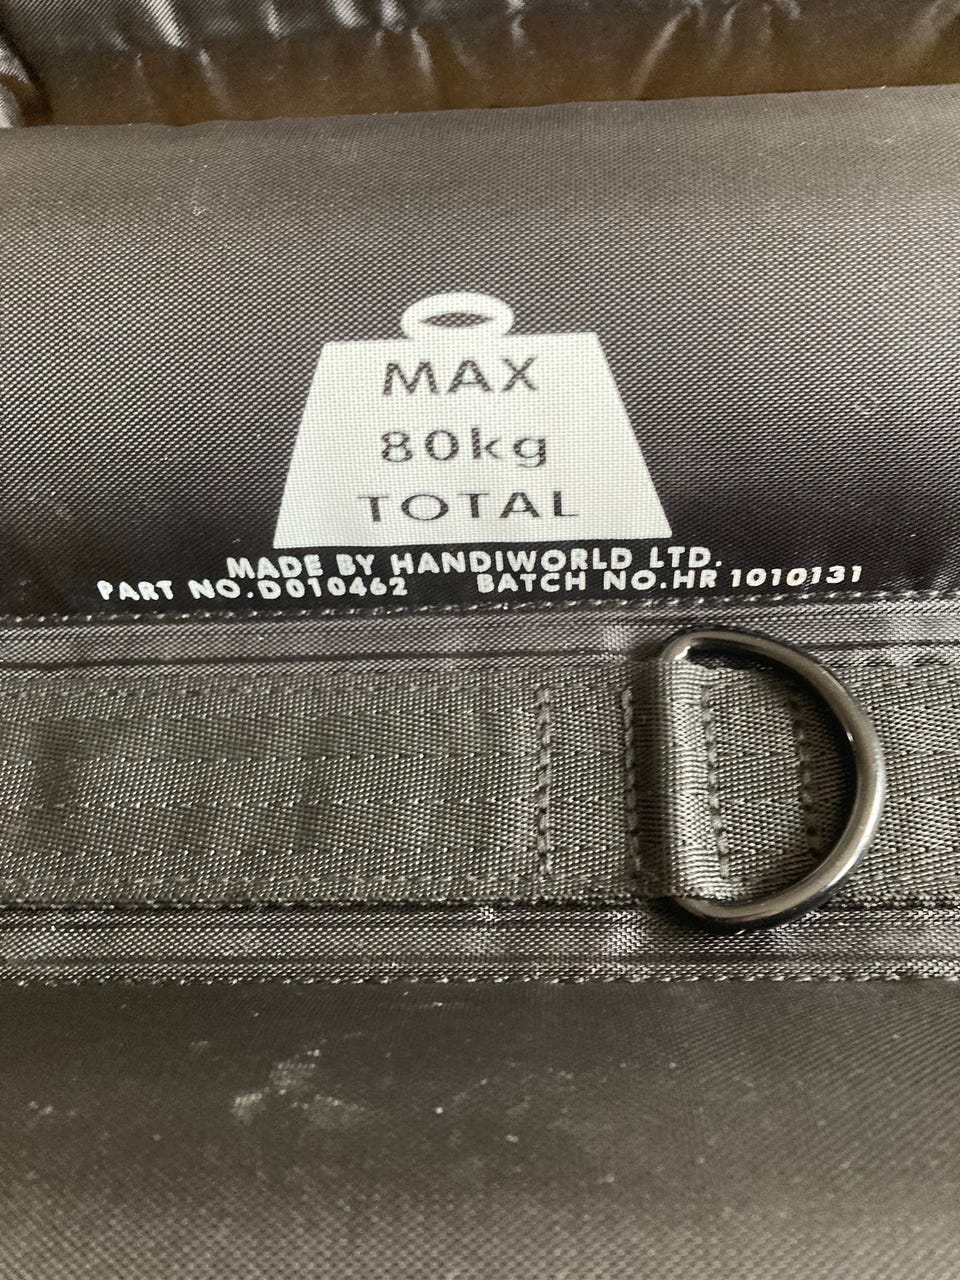 MAX
80kg
TOTAL
MADE BY HANDIWORLD LTD.
PART NO.D010462 BATCH NO.HR 1010131